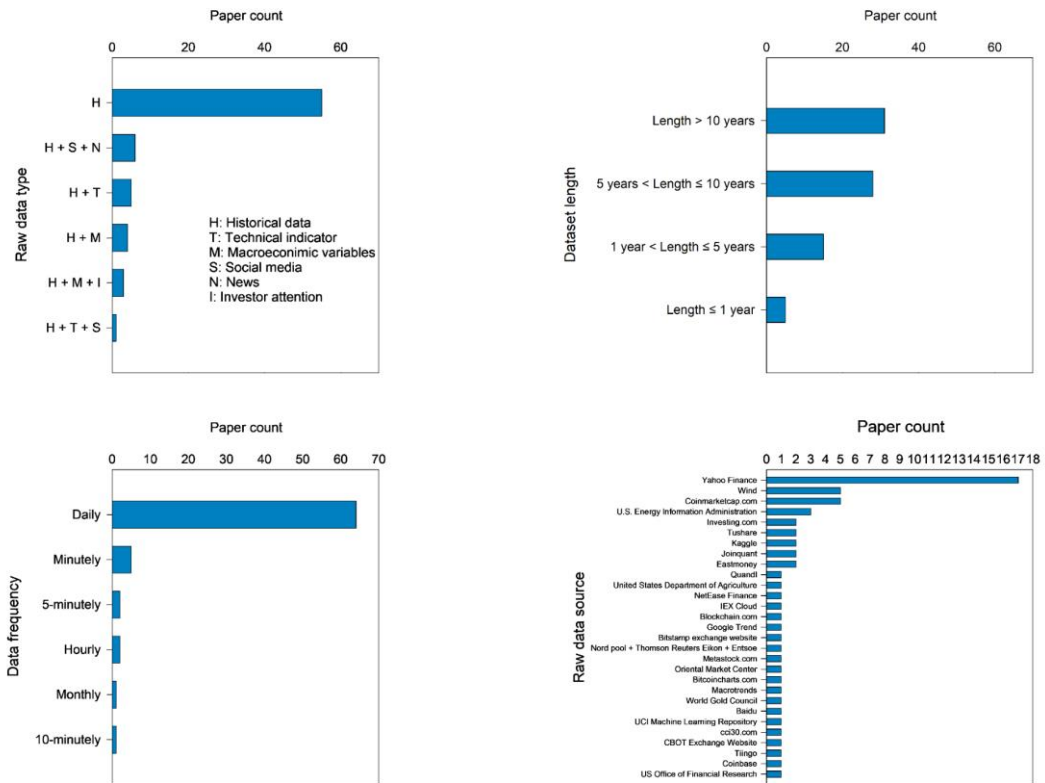 Paper count
0 20 40 60
Raw data type
H
H + S + N
H + T
H + M
H + M + I
H + T + S
H: Historical data
T: Technical indicator
M: Macroeconimic variables
S: Social media
N: News
I: Investor attention
Paper count
0 20 40 60
Dataset length
Length > 10 years
5 years < Length ≤ 10 years
1 year < Length ≤ 5 years
Length ≤ 1 year
Paper count
0 10 20 30 40 50 60 70
Data frequency
Daily
Minutely
5-minutely
Hourly
Monthly
10-minutely
Paper count
0 1 2 3 4 5 6 7 8 9 10 11 12 13 14 15 16 17 18
Raw data source
Yahoo Finance
Wind
Coinmarketcap.com
U.S. Energy Information Administration
Investing.com
Tushare
Kaggle
Joinquant
Eastmoney
Quandl
United States Department of Agriculture
NetEase Finance
IEX Cloud
Blockchain.com
Google Trend
Bitstamp exchange website
Nord pool + Thomson Reuters Eikon + Entsoe
Metastock.com
Oriental Market Center
Bitcoincharts.com
Macrotrends
World Gold Council
Baidu
UCI Machine Learning Repository
cci30.com
CBOT Exchange Website
Tiingo
Coinbase
US Office of Financial Research